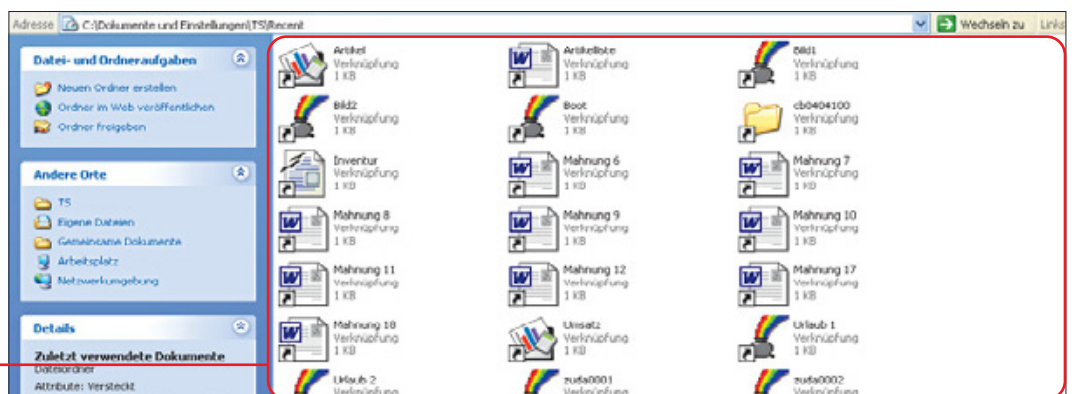 Adresse C:\Dokumente und Einstellungen\TS\Recent Wechseln zu Links
Datei- und Ordneraufgaben
Neuen Ordner erstellen
Ordner im Web veröffentlichen
Ordner freigeben
Andere Orte
TS
Eigene Dateien
Gemeinsame Dokumente
Arbeitsplatz
Netzwerkumgebung
Details
Zuletzt verwendete Dokumente
Dateiordner
Attribute: Versteckt
Artikel
Verknüpfung
1 KB
Artikelliste
Verknüpfung
1 KB
Bild1
Verknüpfung
1 KB
Bild2
Verknüpfung
1 KB
Boot
Verknüpfung
1 KB
cb0404100
Verknüpfung
1 KB
Inventur
Verknüpfung
1 KB
Mahnung 6
Verknüpfung
1 KB
Mahnung 7
Verknüpfung
1 KB
Mahnung 8
Verknüpfung
1 KB
Mahnung 9
Verknüpfung
1 KB
Mahnung 10
Verknüpfung
1 KB
Mahnung 11
Verknüpfung
1 KB
Mahnung 12
Verknüpfung
1 KB
Mahnung 17
Verknüpfung
1 KB
Mahnung 18
Verknüpfung
1 KB
Umsatz
Verknüpfung
1 KB
Urlaub 1
Verknüpfung
1 KB
Urlaub 2
Verknüpfung
zuda0001
Verknüpfung
zuda0002
Verknüpfung